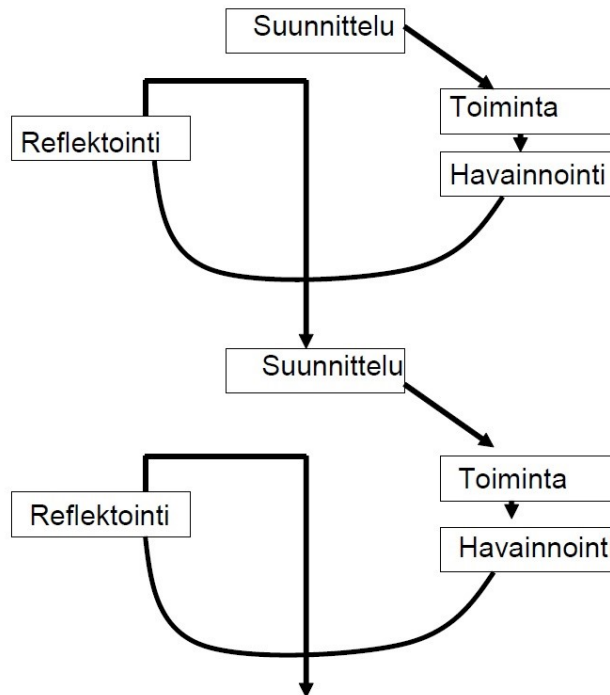 Suunnittelu
Toiminta
Reflektointi
Havainnointi
Suunnittelu
Toiminta
Reflektointi
Havainnoint